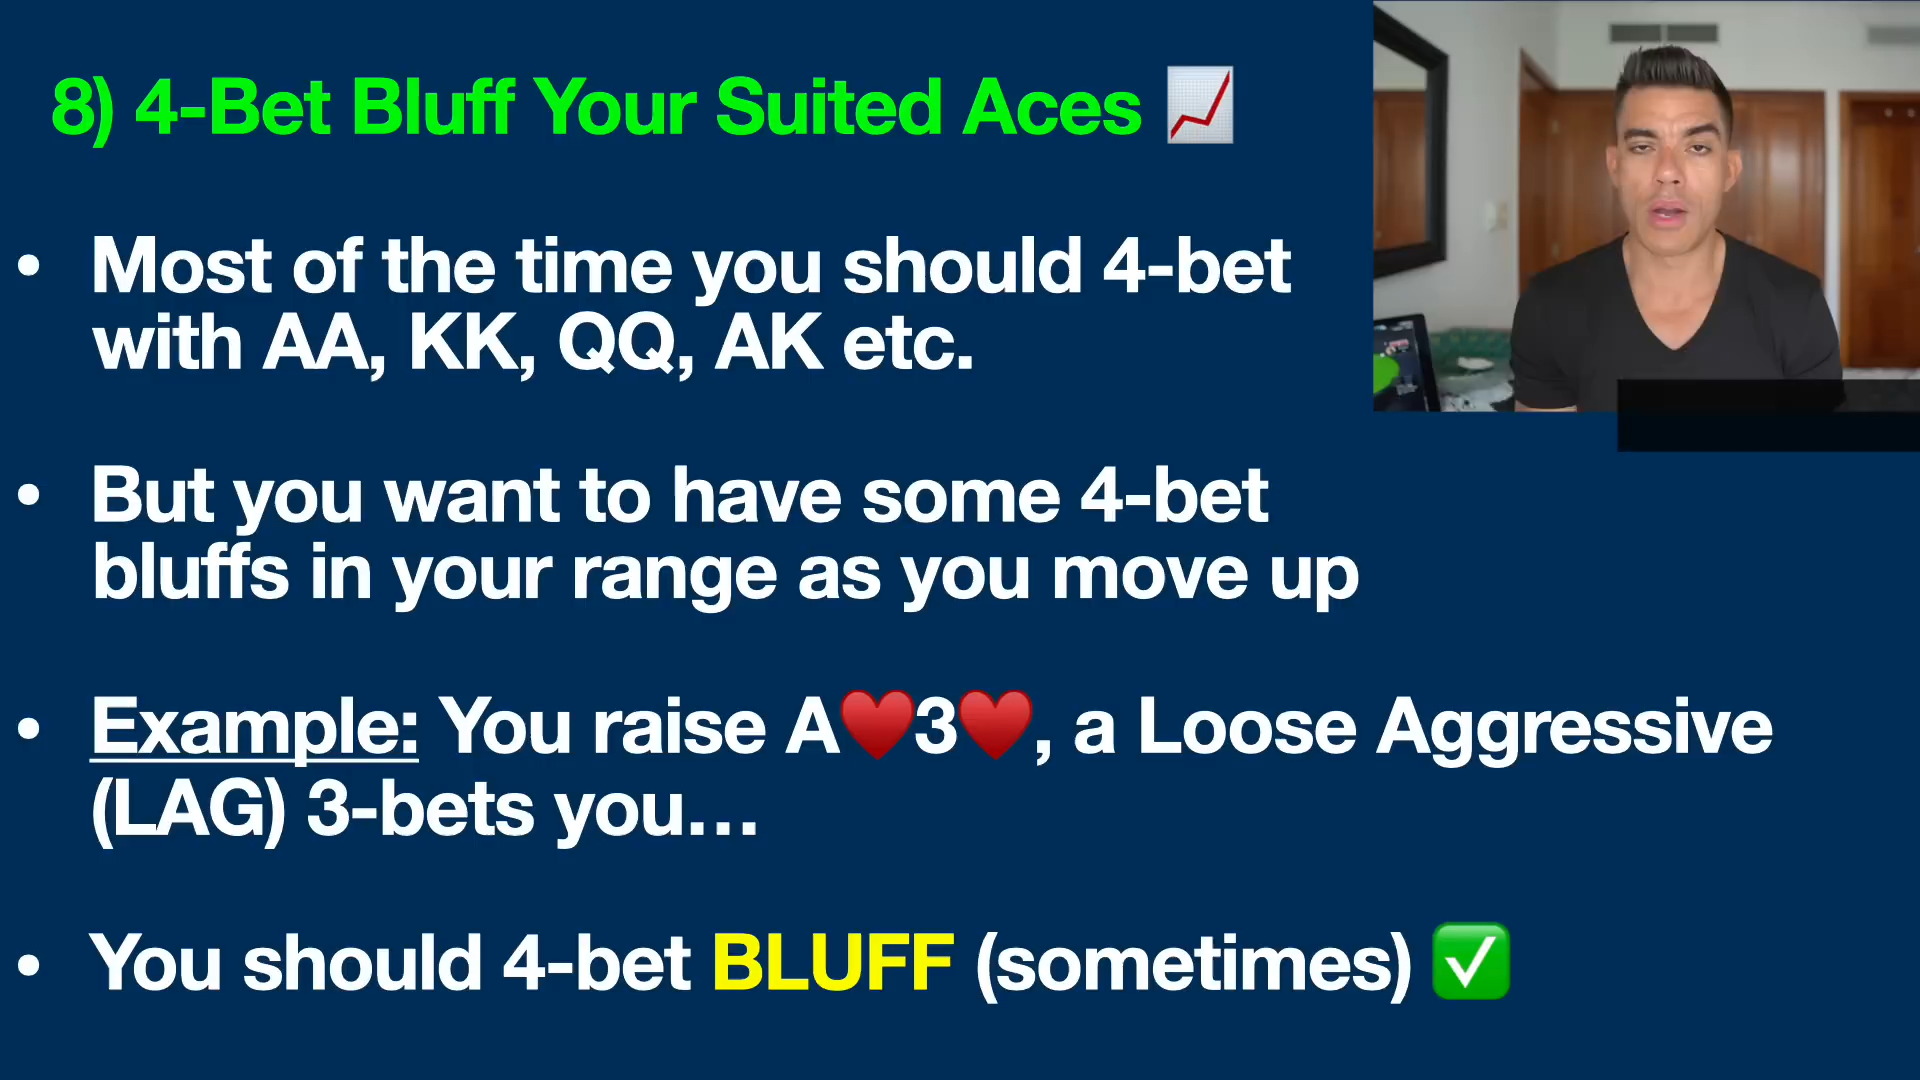 8) 4-Bet Bluff Your Suited Aces 📈
• Most of the time you should 4-bet
with AA, KK, QQ, AK etc.
• But you want to have some 4-bet
bluffs in your range as you move up
• Example: You raise A♥3♥, a Loose Aggressive
(LAG) 3-bets you...
• You should 4-bet BLUFF (sometimes) ✅